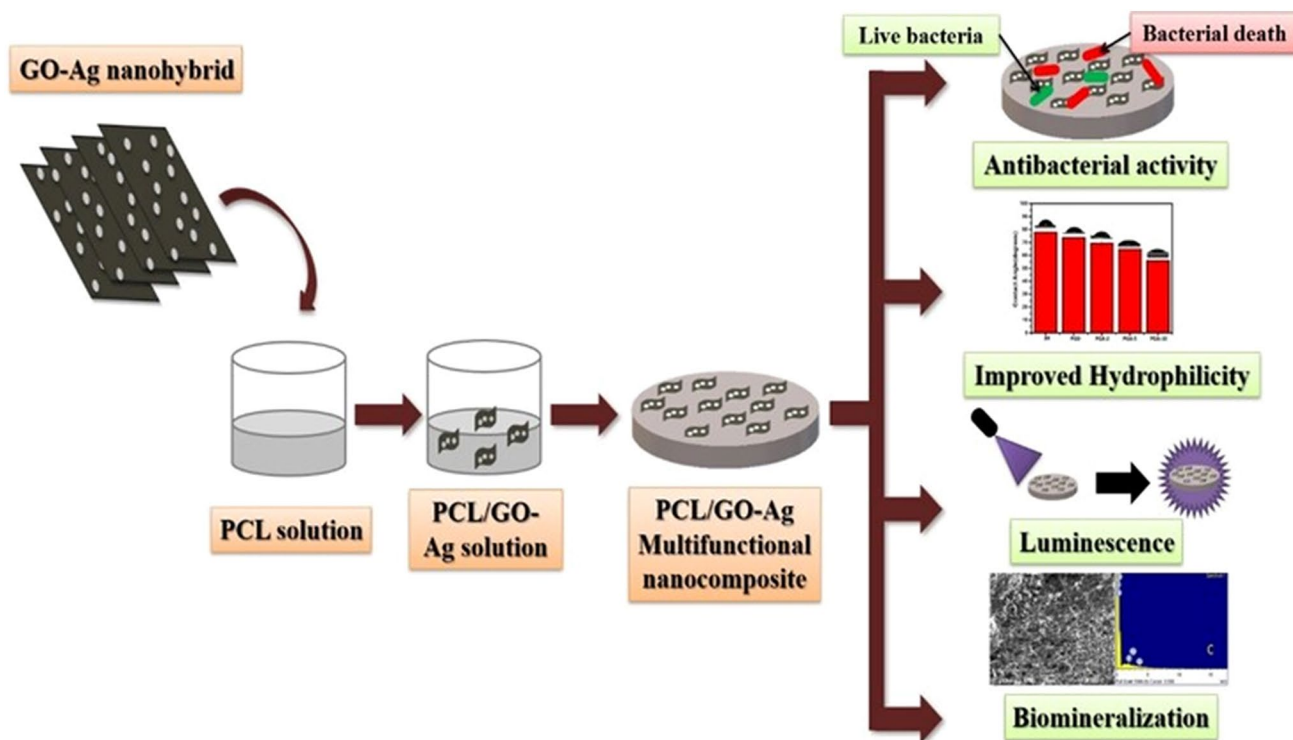 GO-Ag nanohybrid
PCL solution
PCL/GO-
Ag solution
PCL/GO-Ag
Multifunctional
nanocomposite
Live bacteria
Bacterial death
Antibacterial activity
Improved Hydrophilicity
Luminescence
C
Biomineralization